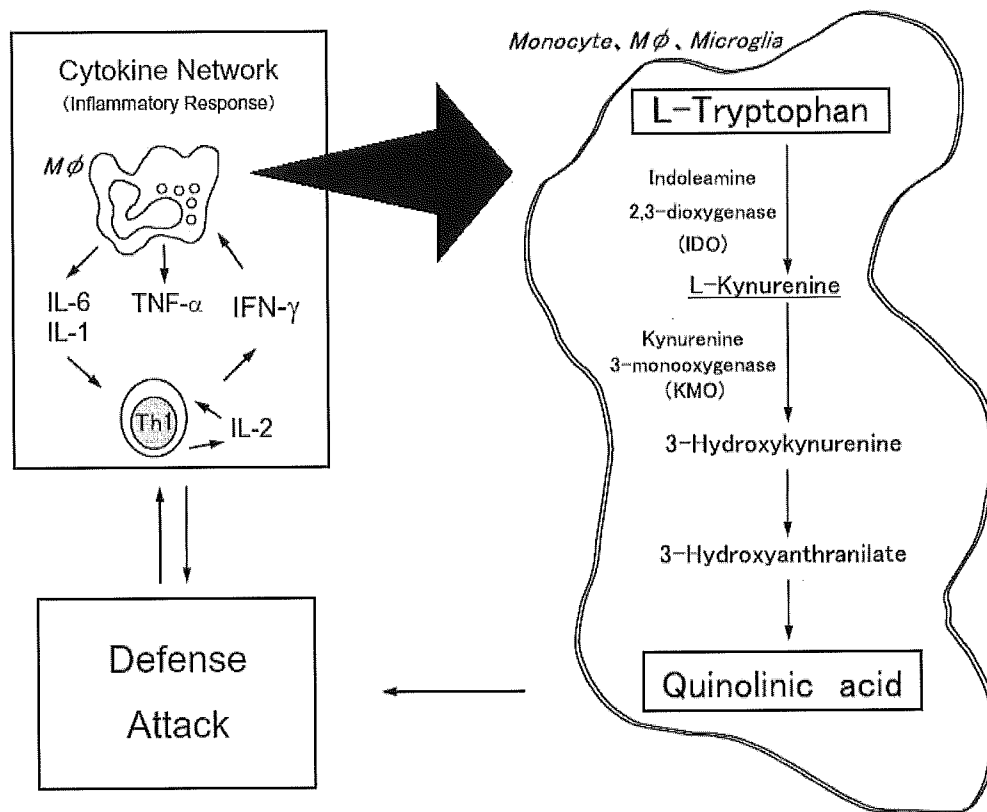 Cytokine Network
(Inflammatory Response)
Mφ
IL-6
IL-1
TNF-α
IFN-γ
Th1
IL-2
Defense
Attack
Monocyte、Mφ、Microglia
L-Tryptophan
Indoleamine
2,3-dioxygenase
(IDO)
L-Kynurenine
Kynurenine
3-monooxygenase
(KMO)
3-Hydroxykynurenine
3-Hydroxyanthranilate
Quinolinic acid